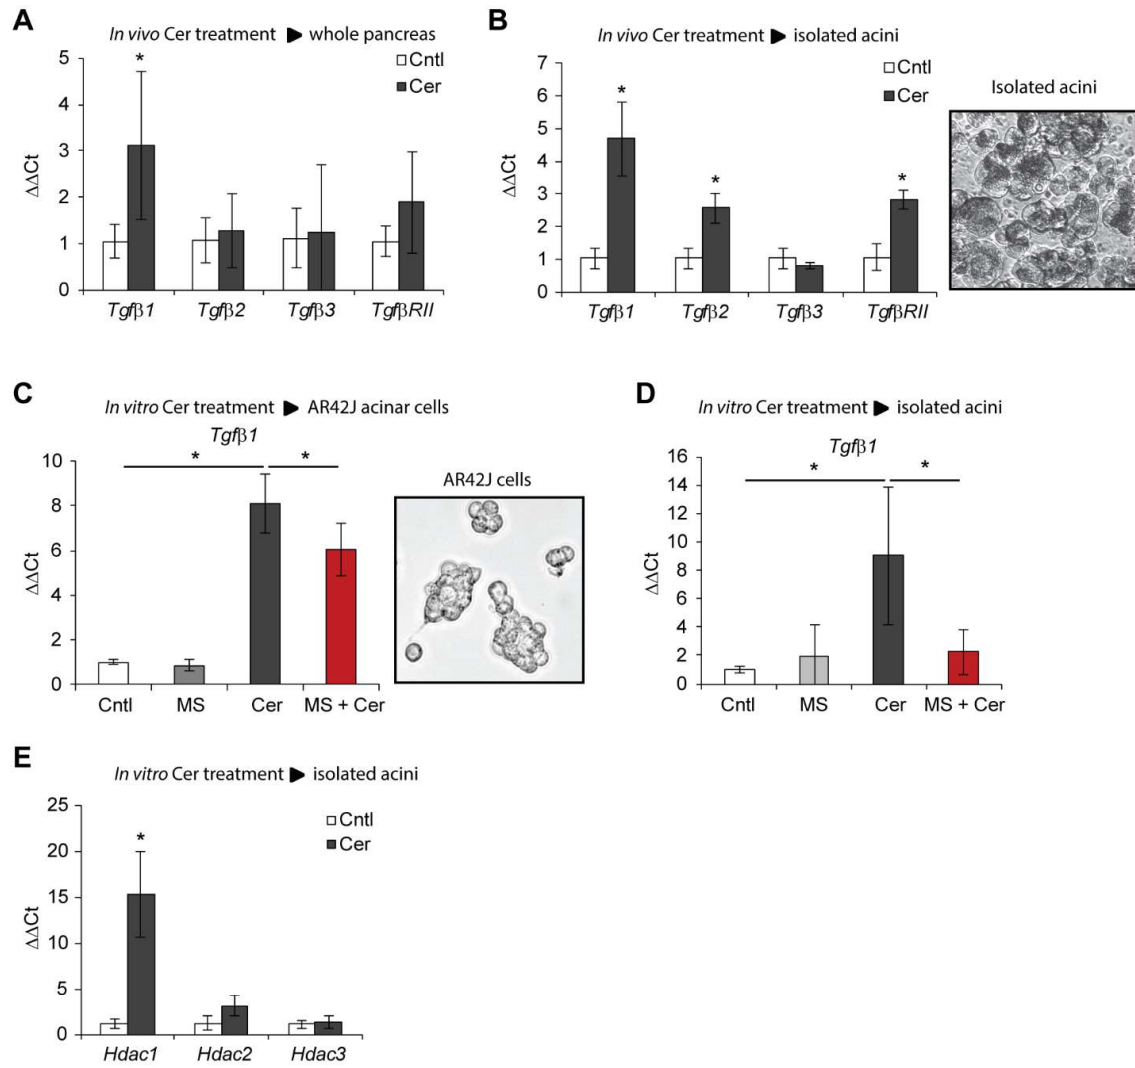 A
In vivo Cer treatment ▶ whole pancreas
5
4
3
2
1
0
ΔΔCt
*
Cntl
Cer
Tgfβ1 Tgfβ2 Tgfβ3 TgfβRII
B
In vivo Cer treatment ▶ isolated acini
7
6
5
4
3
2
1
0
ΔΔCt
* * *
Cntl
Cer
Tgfβ1 Tgfβ2 Tgfβ3 TgfβRII
Isolated acini
C
In vitro Cer treatment ▶ AR42J acinar cells
Tgfβ1
* *
10
8
6
4
2
0
ΔΔCt
Cntl MS Cer MS + Cer
AR42J cells
D
In vitro Cer treatment ▶ isolated acini
Tgfβ1
* *
16
14
12
10
8
6
4
2
0
ΔΔCt
Cntl MS Cer MS + Cer
E
In vitro Cer treatment ▶ isolated acini
25
20
15
10
5
0
ΔΔCt
*
Cntl
Cer
Hdac1 Hdac2 Hdac3